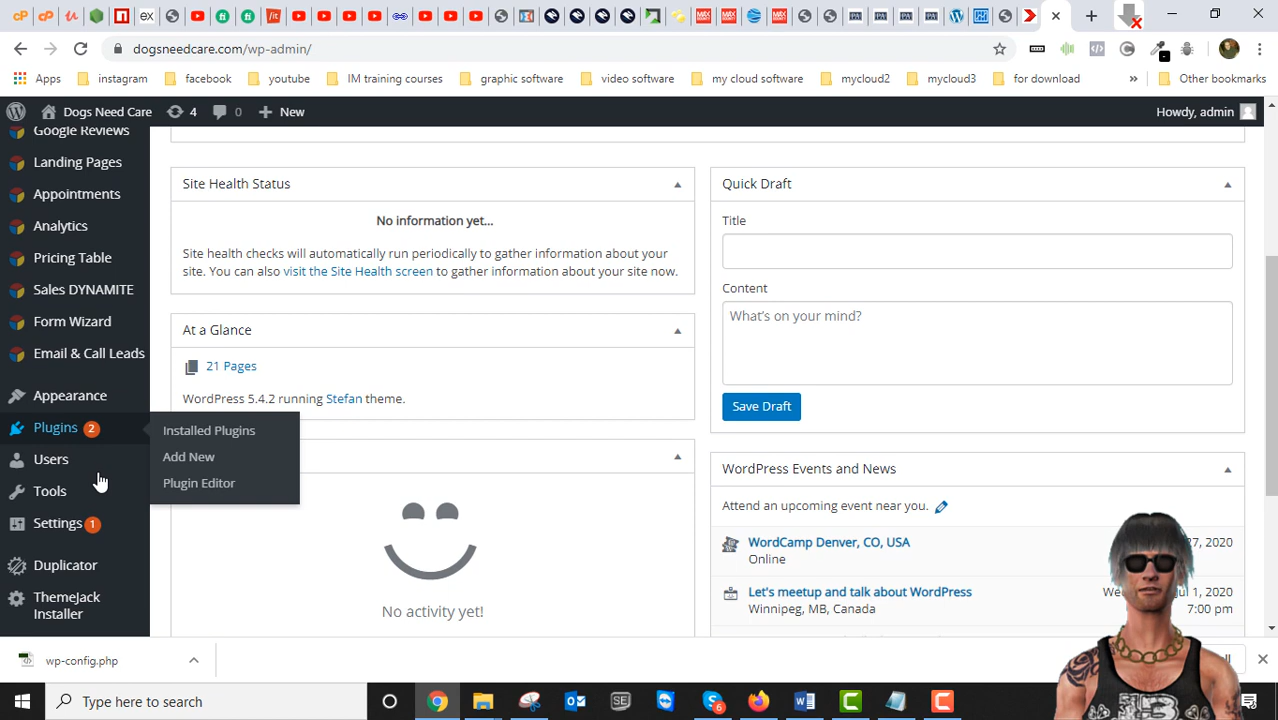 dogsneedcare.com/wp-admin/
Apps
instagram
facebook
youtube
IM training courses
graphic software
video software
my cloud software
mycloud2
mycloud3
for download
»
Other bookmarks
Dogs Need Care
4
0
New
Howdy, admin
Google Reviews
Landing Pages
Appointments
Analytics
Pricing Table
Sales DYNAMITE
Form Wizard
Email & Call Leads
Appearance
Plugins 2
Users
Tools
Settings 1
Duplicator
ThemeJack
Installer
Installed Plugins
Add New
Plugin Editor
Site Health Status
No information yet...
Site health checks will automatically run periodically to gather information about your
site. You can also visit the Site Health screen to gather information about your site now.
At a Glance
21 Pages
WordPress 5.4.2 running Stefan theme.
No activity yet!
Quick Draft
Title
Content
What's on your mind?
Save Draft
WordPress Events and News
Attend an upcoming event near you.
WordCamp Denver, CO, USA
27, 2020
Online
Let's meetup and talk about WordPress
1, 2020
Winnipeg, MB, Canada
7:00 pm
wp-config.php
Type here to search